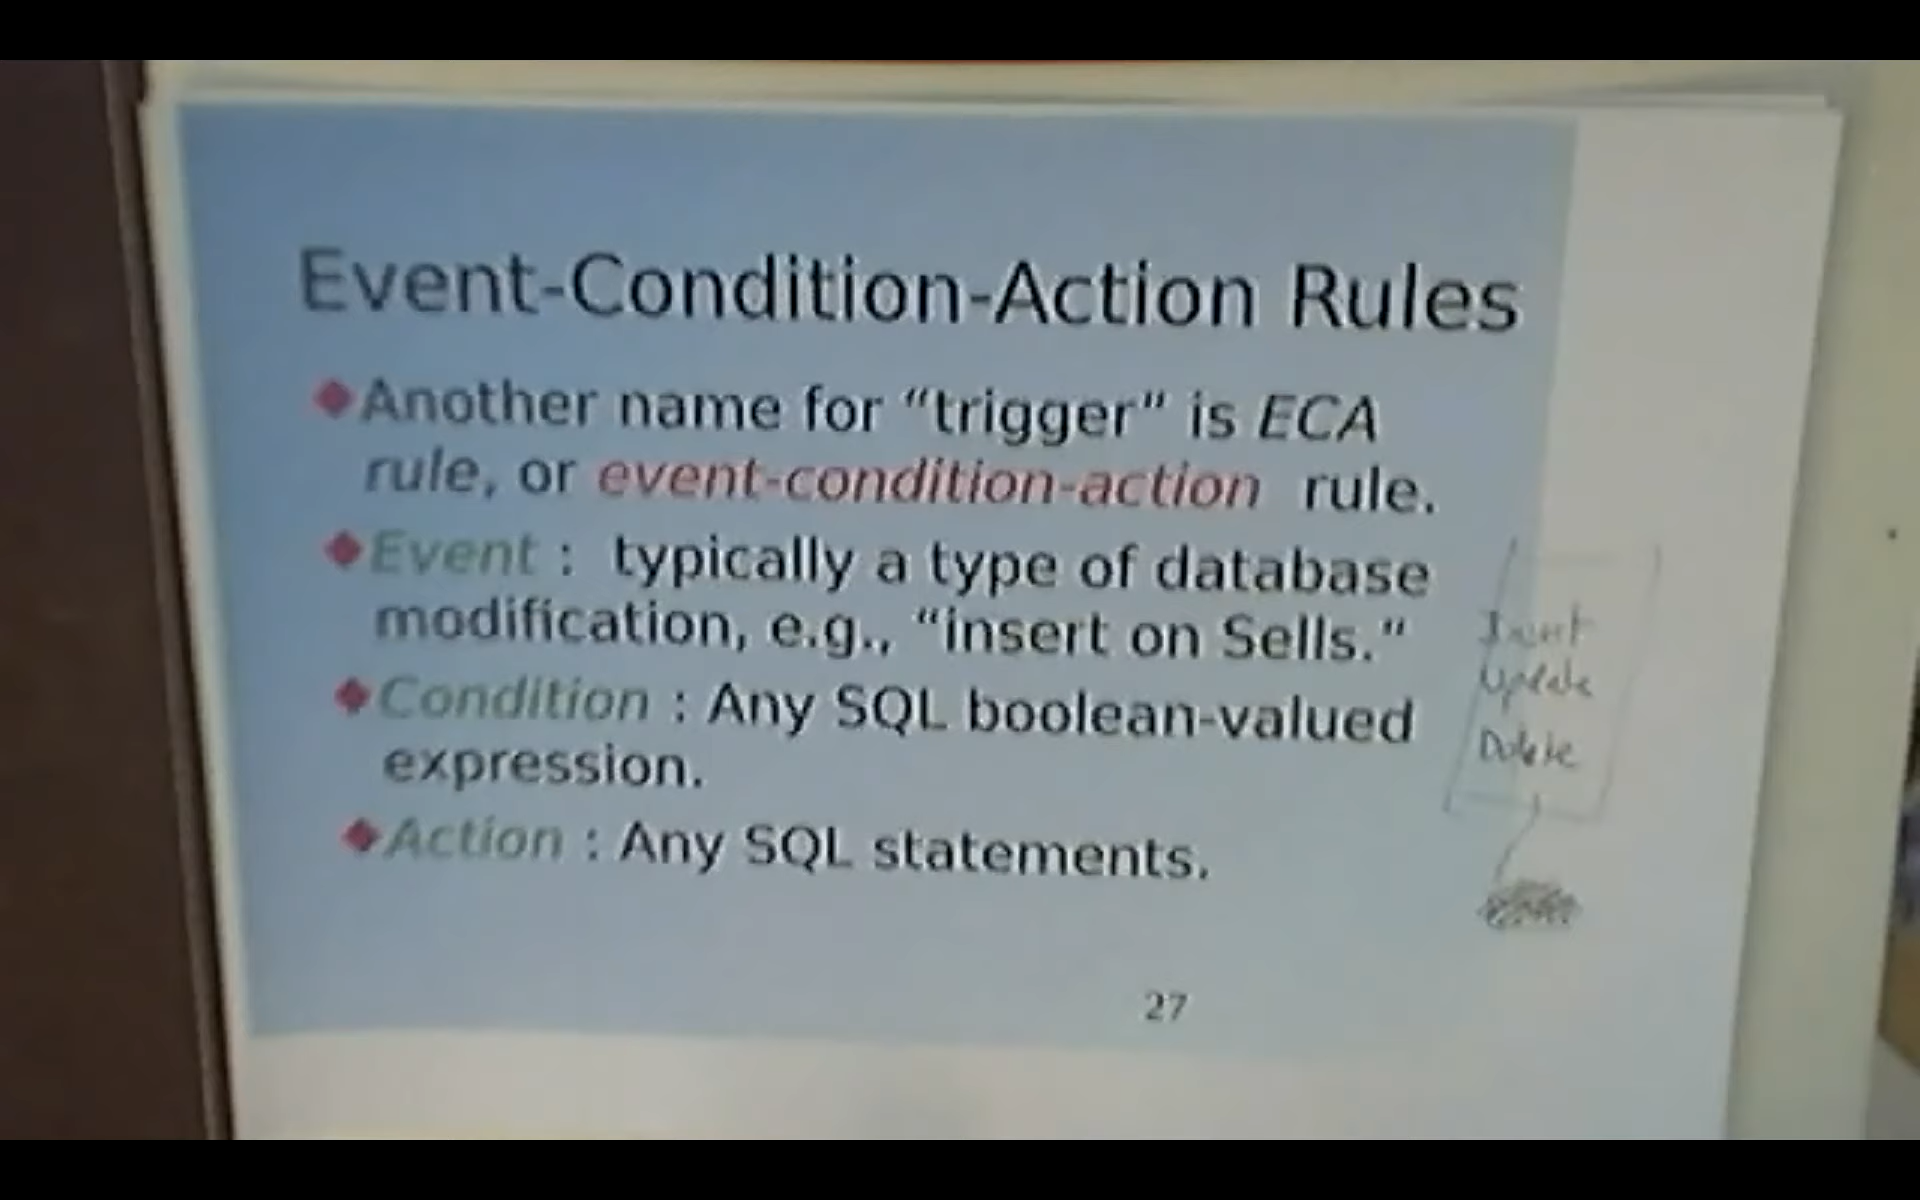 Event-Condition-Action Rules
◆Another name for “trigger” is ECA
rule, or event-condition-action rule.
◆Event : typically a type of database
modification, e.g., “insert on Sells.”
◆Condition : Any SQL boolean-valued
expression.
◆Action : Any SQL statements.
Insert
Update
Delete
27